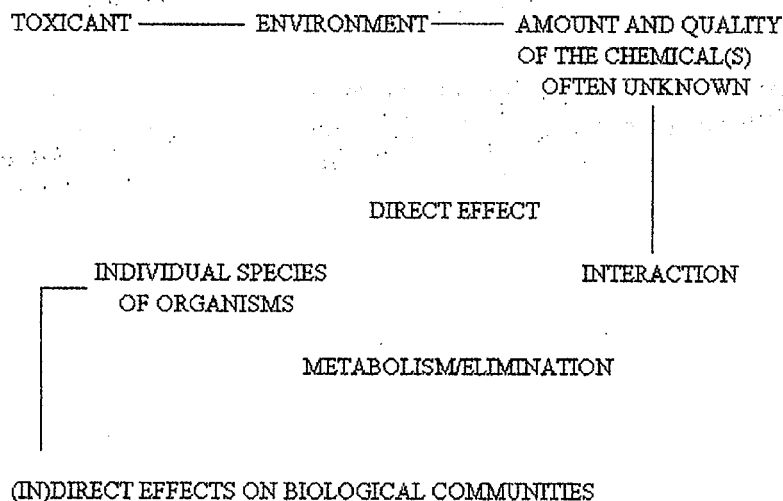 TOXICANT ENVIRONMENT AMOUNT AND QUALITY
OF THE CHEMICAL(S)
OFTEN UNKNOWN
DIRECT EFFECT
INDIVIDUAL SPECIES
OF ORGANISMS
INTERACTION
METABOLISM/ELIMINATION
(IN)DIRECT EFFECTS ON BIOLOGICAL COMMUNITIES